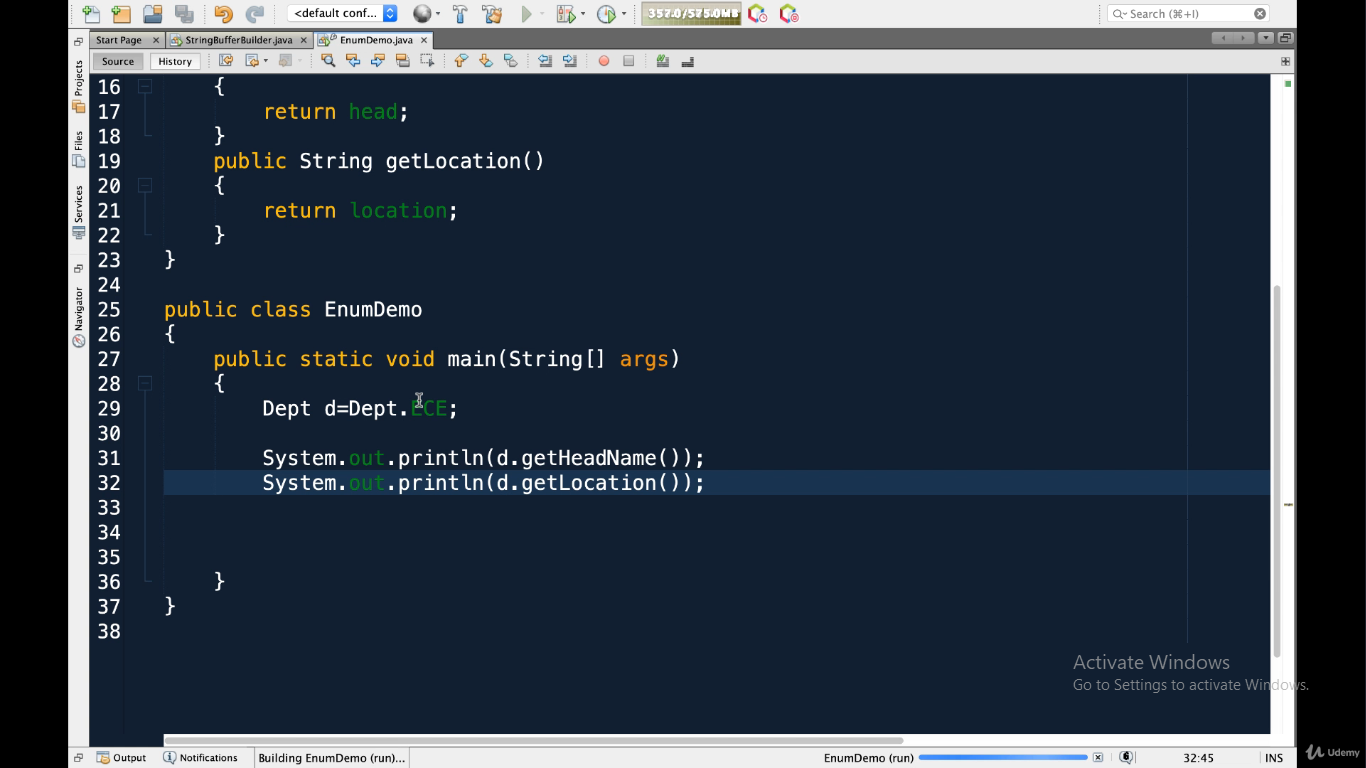 <default conf...
357.0/575.0MB
Search (⌘+I)
Start Page
StringBufferBuilder.java
EnumDemo.java
Source
History
Projects
Files
Services
Navigator
16 {
17 return head;
18 }
19 public String getLocation()
20 {
21 return location;
22 }
23 }
24
25 public class EnumDemo
26 {
27 public static void main(String[] args)
28 {
29 Dept d=Dept.ECE;
30
31 System.out.println(d.getHeadName());
32 System.out.println(d.getLocation());
33
34
35
36 }
37 }
38
Activate Windows
Go to Settings to activate Windows.
Output
Notifications
Building EnumDemo (run)...
EnumDemo (run)
32:45
INS
Udemy